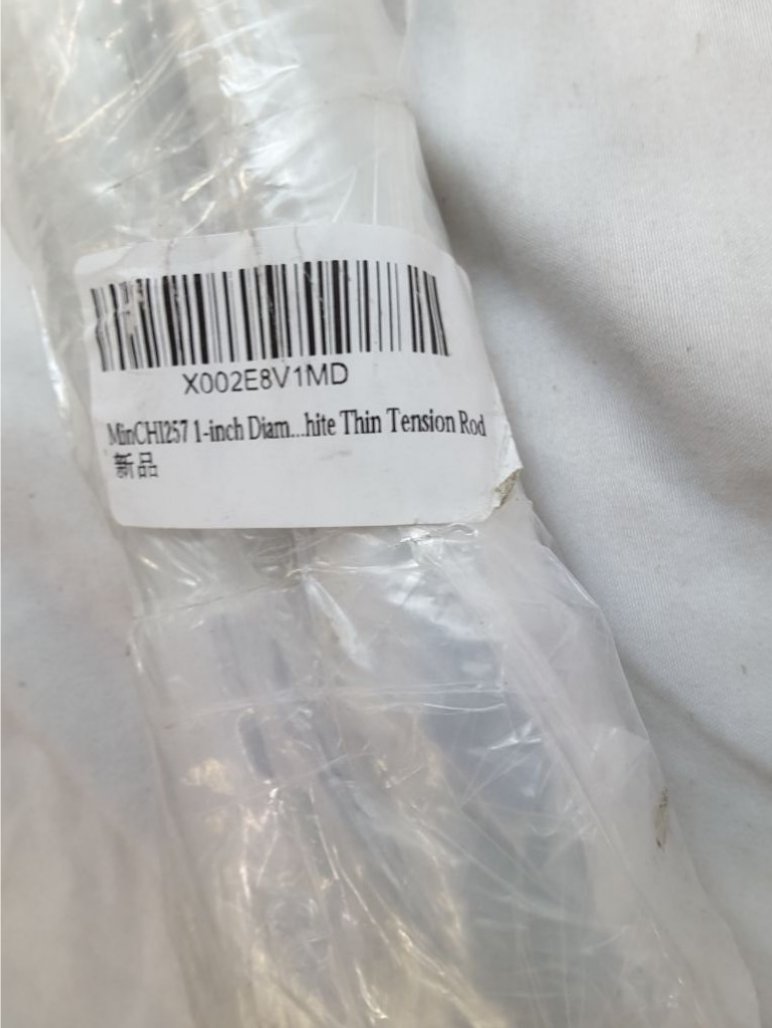 X002E8V1MD
MinCHI257 1-inch Diam...hite Thin Tension Rod
新品